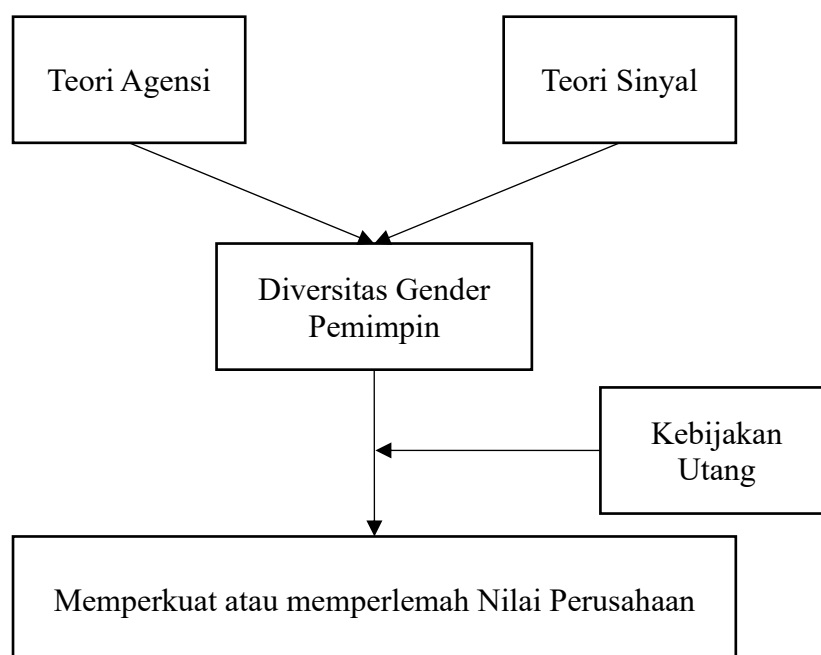 Teori Agensi
Teori Sinyal
Diversitas Gender
Pemimpin
Kebijakan
Utang
Memperkuat atau memperlemah Nilai Perusahaan